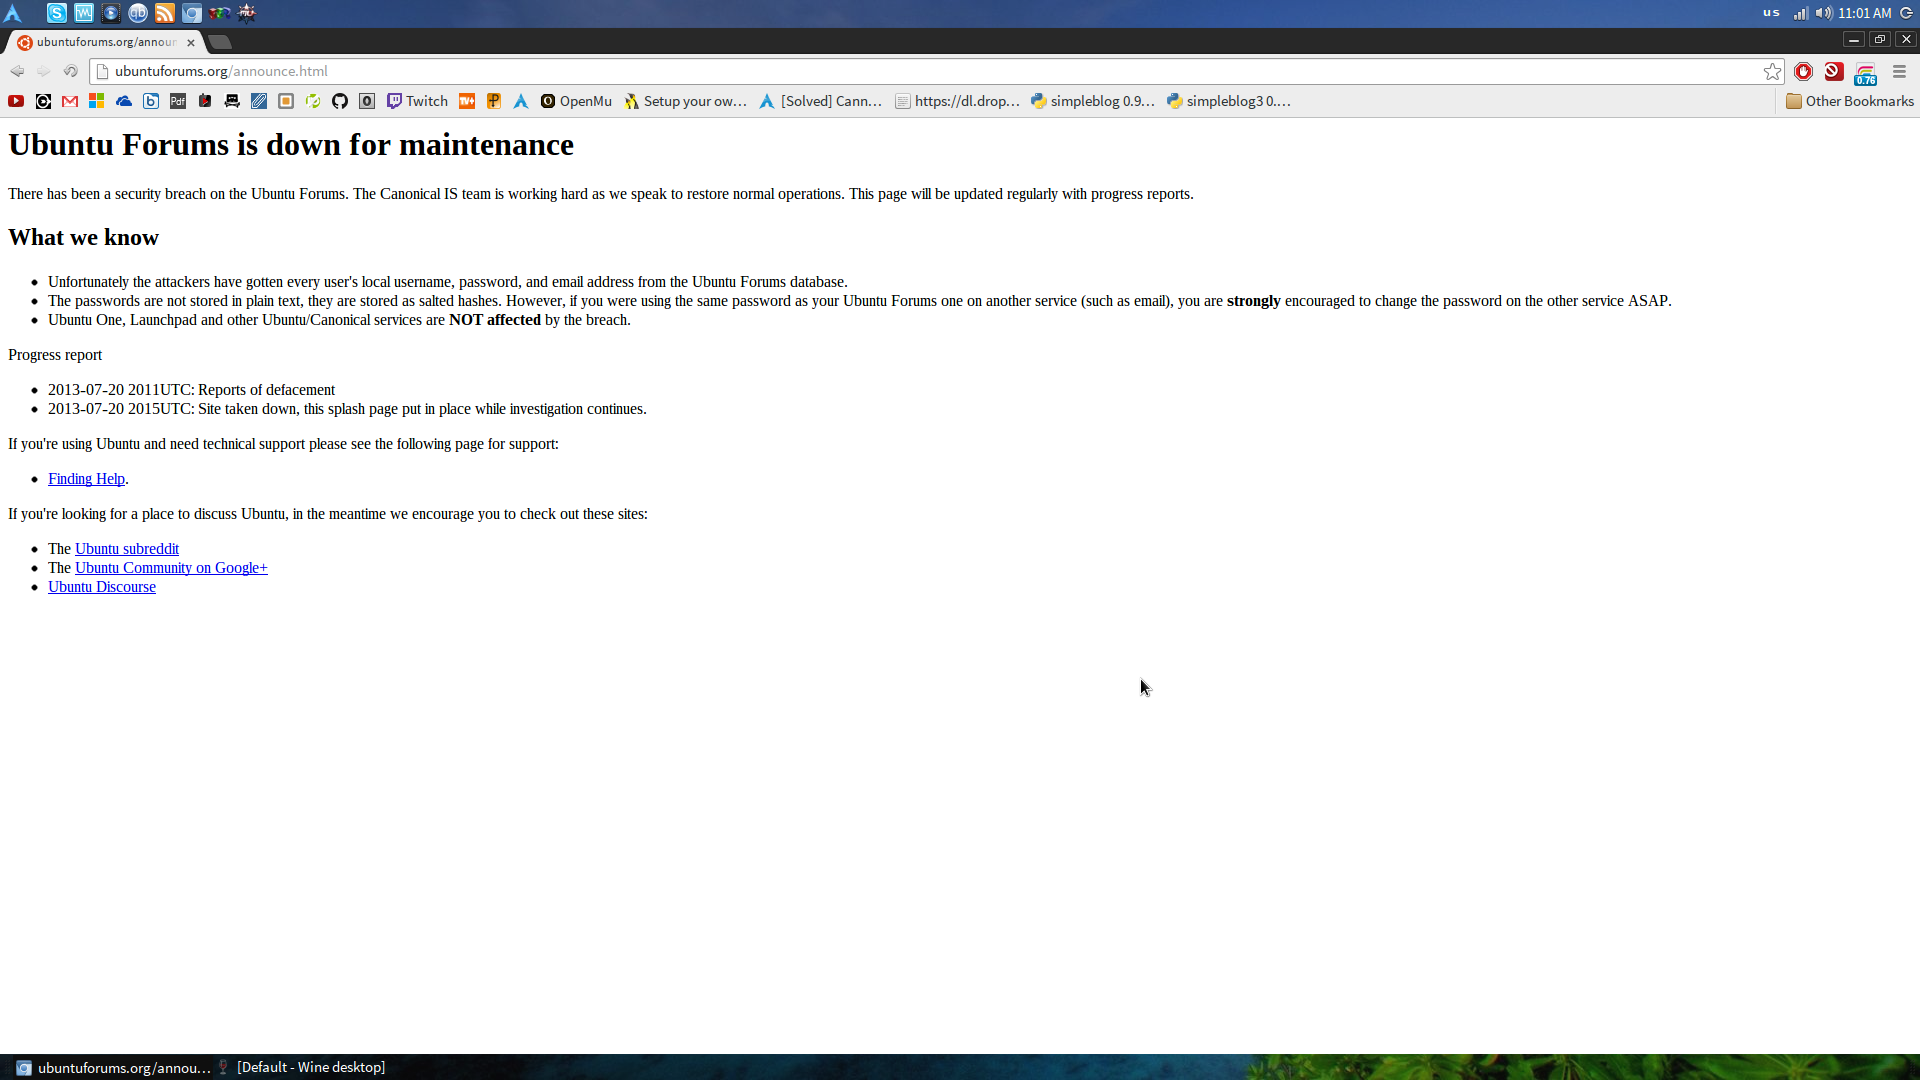 us 11:01 AM
ubuntuforums.org/announ
ubuntuforums.org/announce.html
0.76
Pdf Twitch OpenMu Setup your ow... [Solved] Cann... https://dl.drop... simpleblog 0.9... simpleblog3 0.... Other Bookmarks
Ubuntu Forums is down for maintenance
There has been a security breach on the Ubuntu Forums. The Canonical IS team is working hard as we speak to restore normal operations. This page will be updated regularly with progress reports.
What we know
Unfortunately the attackers have gotten every user's local username, password, and email address from the Ubuntu Forums database.
The passwords are not stored in plain text, they are stored as salted hashes. However, if you were using the same password as your Ubuntu Forums one on another service (such as email), you are strongly encouraged to change the password on the other service ASAP.
Ubuntu One, Launchpad and other Ubuntu/Canonical services are NOT affected by the breach.
Progress report
2013-07-20 2011UTC: Reports of defacement
2013-07-20 2015UTC: Site taken down, this splash page put in place while investigation continues.
If you're using Ubuntu and need technical support please see the following page for support:
Finding Help.
If you're looking for a place to discuss Ubuntu, in the meantime we encourage you to check out these sites:
The Ubuntu subreddit
The Ubuntu Community on Google+
Ubuntu Discourse
ubuntuforums.org/annou... [Default - Wine desktop]